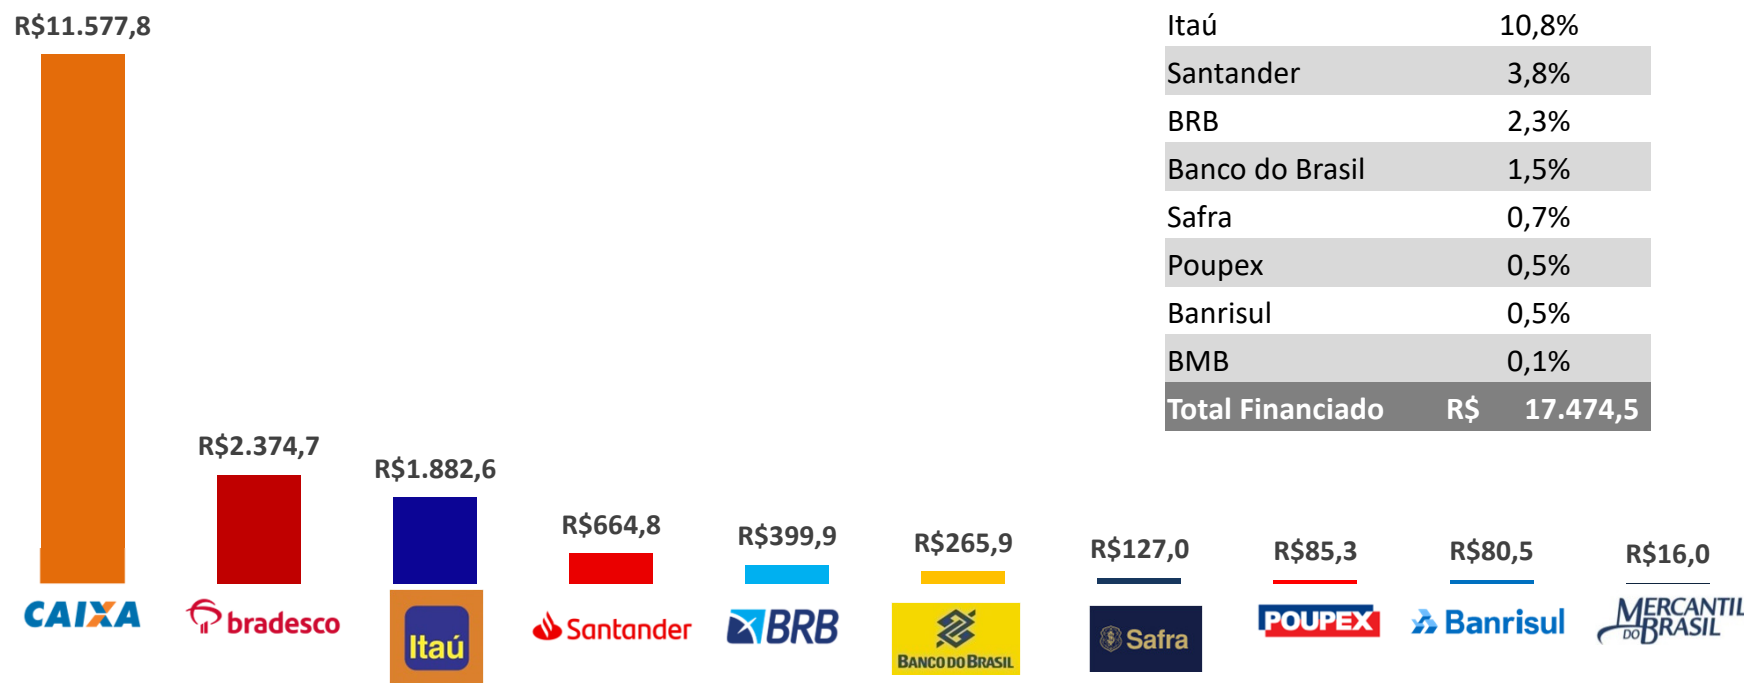 R$11.577,8
R$2.374,7
R$1.882,6
R$664,8
R$399,9
R$265,9
R$127,0
R$85,3
R$80,5
R$16,0
CAIXA
bradesco
Itaú
Santander
BRB
BANCO DO BRASIL
Safra
POUPEX
Banrisul
MERCANTIL
DO BRASIL
Itaú 10,8%
Santander 3,8%
BRB 2,3%
Banco do Brasil 1,5%
Safra 0,7%
Poupex 0,5%
Banrisul 0,5%
BMB 0,1%
Total Financiado R$ 17.474,5